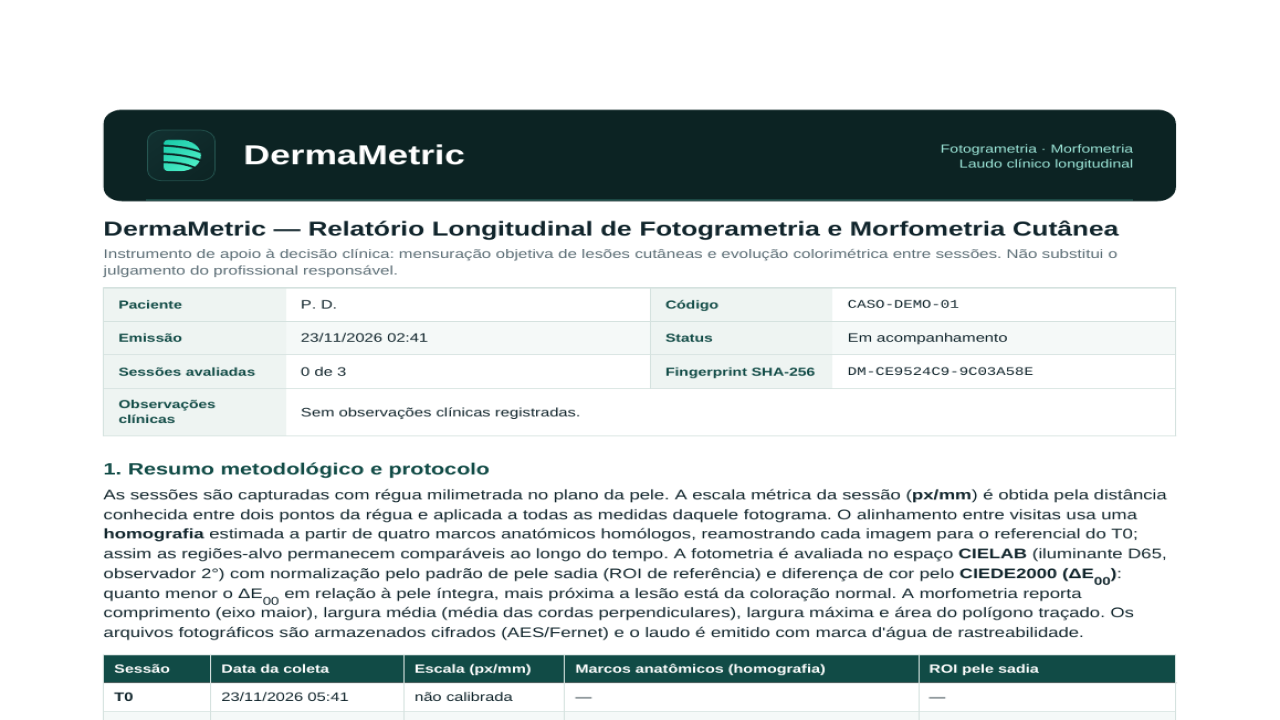 DermaMetric
Fotogrametria · Morfometria
Laudo clínico longitudinal
DermaMetric — Relatório Longitudinal de Fotogrametria e Morfometria Cutânea
Instrumento de apoio à decisão clínica: mensuração objetiva de lesões cutâneas e evolução colorimétrica entre sessões. Não substitui o
julgamento do profissional responsável.
Paciente P. D. Código CASO-DEMO-01
Emissão 23/11/2026 02:41 Status Em acompanhamento
Sessões avaliadas 0 de 3 Fingerprint SHA-256 DM-CE9524C9-9C03A58E
Observações
clínicas
Sem observações clínicas registradas.
1. Resumo metodológico e protocolo
As sessões são capturadas com régua milimetrada no plano da pele. A escala métrica da sessão (px/mm) é obtida pela distância
conhecida entre dois pontos da régua e aplicada a todas as medidas daquele fotograma. O alinhamento entre visitas usa uma
homografia estimada a partir de quatro marcos anatómicos homólogos, reamostrando cada imagem para o referencial do T0;
assim as regiões-alvo permanecem comparáveis ao longo do tempo. A fotometria é avaliada no espaço CIELAB (iluminante D65,
observador 2°) com normalização pelo padrão de pele sadia (ROI de referência) e diferença de cor pelo CIEDE2000 (ΔE00):
quanto menor o ΔE00 em relação à pele íntegra, mais próxima a lesão está da coloração normal. A morfometria reporta
comprimento (eixo maior), largura média (média das cordas perpendiculares), largura máxima e área do polígono traçado. Os
arquivos fotográficos são armazenados cifrados (AES/Fernet) e o laudo é emitido com marca d'água de rastreabilidade.
Sessão Data da coleta Escala (px/mm) Marcos anatômicos (homografia) ROI pele sadia
T0 23/11/2026 05:41 não calibrada — —